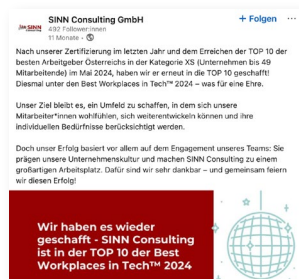 SINN Consulting GmbH
+ Folgen
SINN
492 Follower:innen
11 Monate •
Nach unserer Zertifizierung im letzten Jahr und dem Erreichen der TOP 10 der
besten Arbeitgeber Österreichs in der Kategorie XS (Unternehmen bis 49
Mitarbeitende) im Mai 2024, haben wir er erneut in die TOP 10 geschafft!
Diesmal unter den Best Workplaces in Tech™ 2024 – was für eine Ehre.
Unser Ziel bleibt es, ein Umfeld zu schaffen, in dem sich unsere
Mitarbeiter*innen wohlfühlen, sich weiterentwickeln können und ihre
individuellen Bedürfnisse berücksichtigt werden.
Doch unser Erfolg basiert vor allem auf dem Engagement unseres Teams: Sie
prägen unsere Unternehmenskultur und machen SINN Consulting zu einem
großartigen Arbeitsplatz. Dafür sind wir sehr dankbar – und gemeinsam feiern
wir diesen Erfolg!
Wir haben es wieder
geschafft - SINN Consulting
ist in der TOP 10 der Best
Workplaces in Tech™ 2024